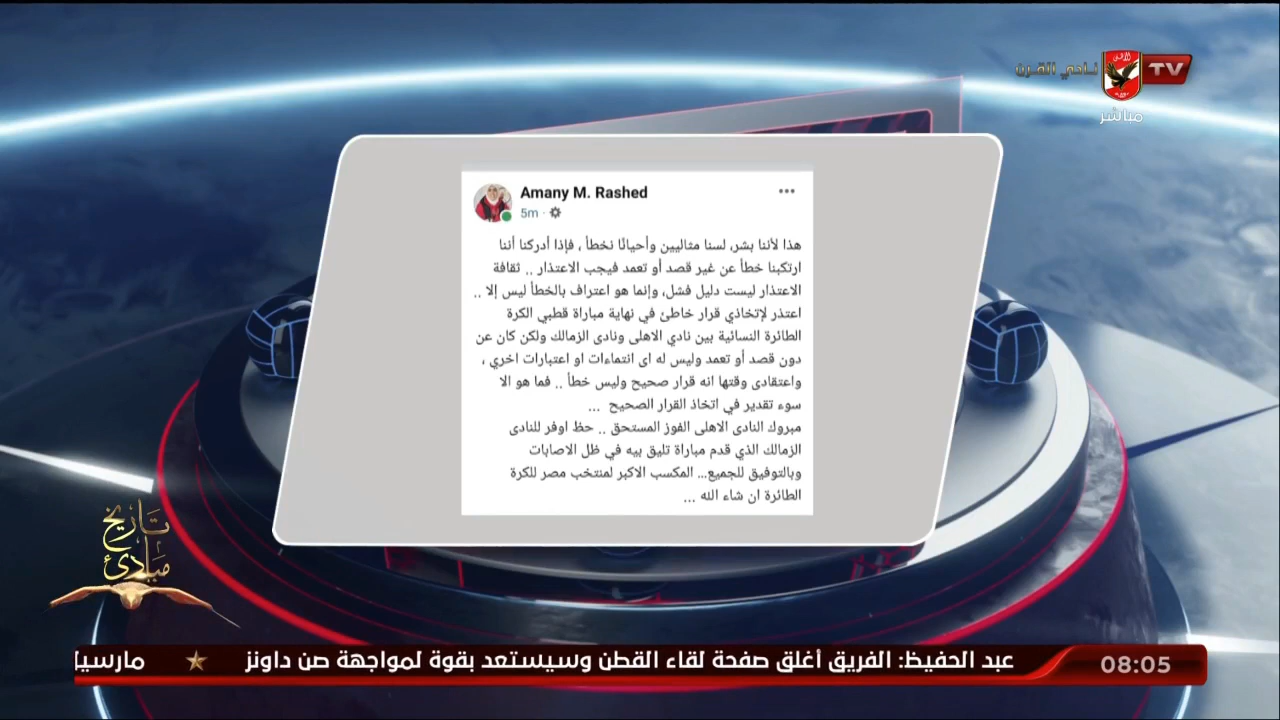 نادي القرن
TV
مباشر
Amany M. Rashed
5m
هذا لأننا بشر، لسنا مثاليين وأحيانًا نخطأ ، فإذا أدركنا أننا
ارتكبنا خطأ عن غير قصد أو تعمد فيجب الاعتذار .. ثقافة
الاعتذار ليست دليل فشل، وإنما هو اعتراف بالخطأ ليس إلا ..
اعتذر لإتخاذي قرار خاطئ في نهاية مباراة قطبي الكرة
الطائرة النسائية بين نادي الاهلى ونادى الزمالك ولكن كان عن
دون قصد أو تعمد وليس له اى انتماءات او اعتبارات اخري ،
واعتقادى وقتها انه قرار صحيح وليس خطأ .. فما هو الا
سوء تقدير في اتخاذ القرار الصحيح ...
مبروك النادى الاهلى الفوز المستحق .. حظ اوفر للنادى
الزمالك الذي قدم مباراة تليق بيه في ظل الاصابات
وبالتوفيق للجميع... المكسب الاكبر لمنتخب مصر للكرة
الطائرة ان شاء الله ...
تاريخ
مبادئ
08:05
عبد الحفيظ: الفريق أغلق صفحة لقاء القطن وسيستعد بقوة لمواجهة صن داونز
مارسيل